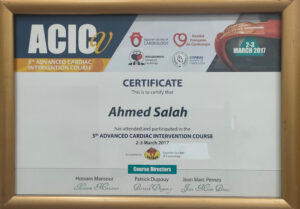 ACIC
5TH ADVANCED CARDIAC
INTERVENTION COURSE
CARDIOLOGY
2-3
MARCH 2017
CERTIFICATE
This is to certify that
Ahmed Salah
has attended and participated in the
5TH ADVANCED CARDIAC INTERVENTION COURSE
2-3 March 2017
Course Directors
Hossam Mansour
Patrick Dupouy
Jean Marc Pernes